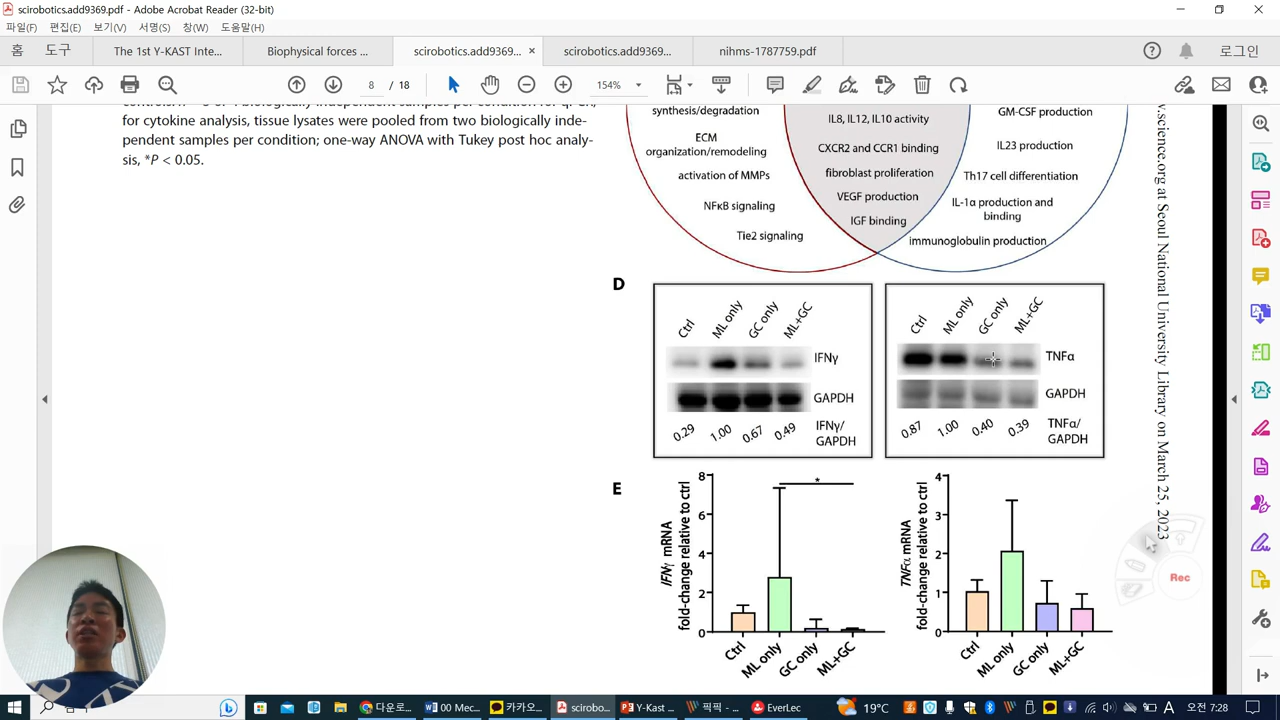 scirobotics.add9369.pdf - Adobe Acrobat Reader (32-bit)
파일(F) 편집(E) 보기(V) 서명(S) 창(W) 도움말(H)
홈 도구 The 1st Y-KAST Inte... Biophysical forces ... scirobotics.add9369... × scirobotics.add9369... nihms-1787759.pdf 로그인
8 / 18 154%
for cytokine analysis, tissue lysates were pooled from two biologically inde-
pendent samples per condition; one-way ANOVA with Tukey post hoc analy-
sis, *P < 0.05.
synthesis/degradation
ECM
organization/remodeling
activation of MMPs
NFκB signaling
Tie2 signaling
IL8, IL12, IL10 activity
CXCR2 and CCR1 binding
fibroblast proliferation
VEGF production
IGF binding
GM-CSF production
IL23 production
Th17 cell differentiation
IL-1α production and
binding
immunoglobulin production
D
Ctrl ML only GC only ML+GC
IFNγ
GAPDH
0.29 1.00 0.67 0.49 IFNγ/
GAPDH
Ctrl ML only GC only ML+GC
TNFα
GAPDH
0.87 1.00 0.40 0.39 TNFα/
GAPDH
E
IFNγ mRNA
fold-change relative to ctrl
8
6
4
2
0
*
Ctrl ML only GC only ML+GC
TNFα mRNA
fold-change relative to ctrl
4
3
2
1
0
Ctrl ML only GC only ML+GC
w.science.org at Seoul National University Library on March 25, 2023
Rec
다운로... 00 Mec... 카카오... scirobo... Y-Kast ... 픽픽 - ... EverLec 19°C A 오전 7:28